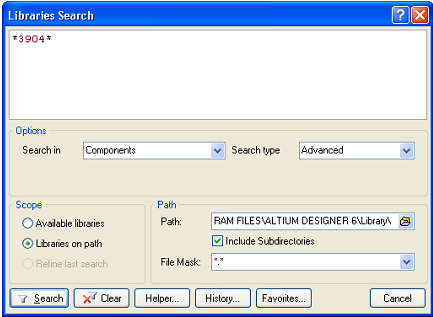 Libraries Search
*3904*
Options
Search in Components Search type Advanced
Scope
Available libraries
Libraries on path
Refine last search
Path
Path: RAM FILES\ALTIUM DESIGNER 6\Library\
Include Subdirectories
File Mask: *.*
Search Clear Helper... History... Favorites... Cancel